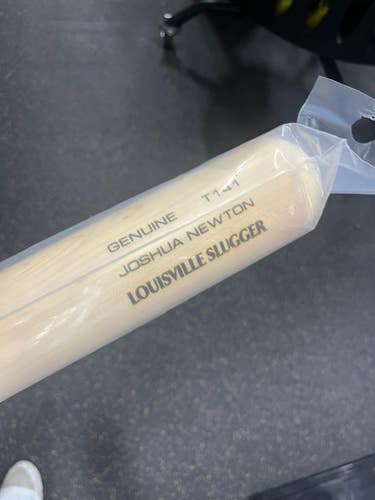 GENUINE T141
JOSHUA NEWTON
LOUISVILLE SLUGGER